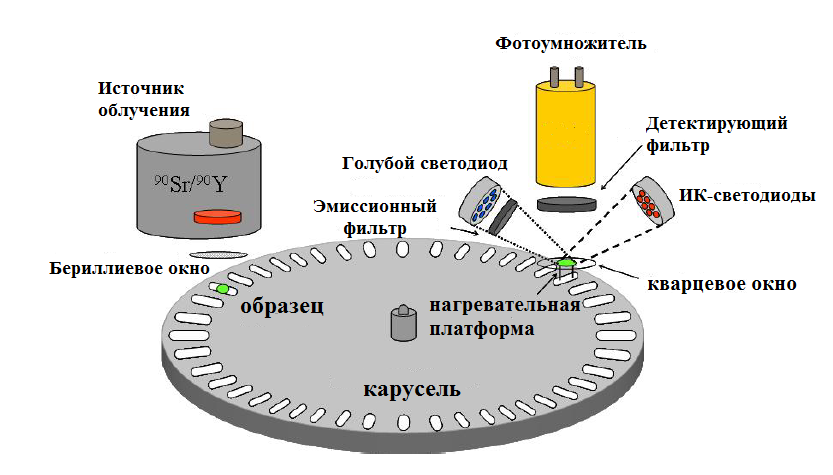 Фотоумножитель
Источник
облучения
Детектирующий
фильтр
⁹⁰Sr/⁹⁰Y
Голубой светодиод
ИК-светодиоды
Эмиссионный
фильтр
Бериллиевое окно
кварцевое окно
образец
нагревательная
платформа
карусель